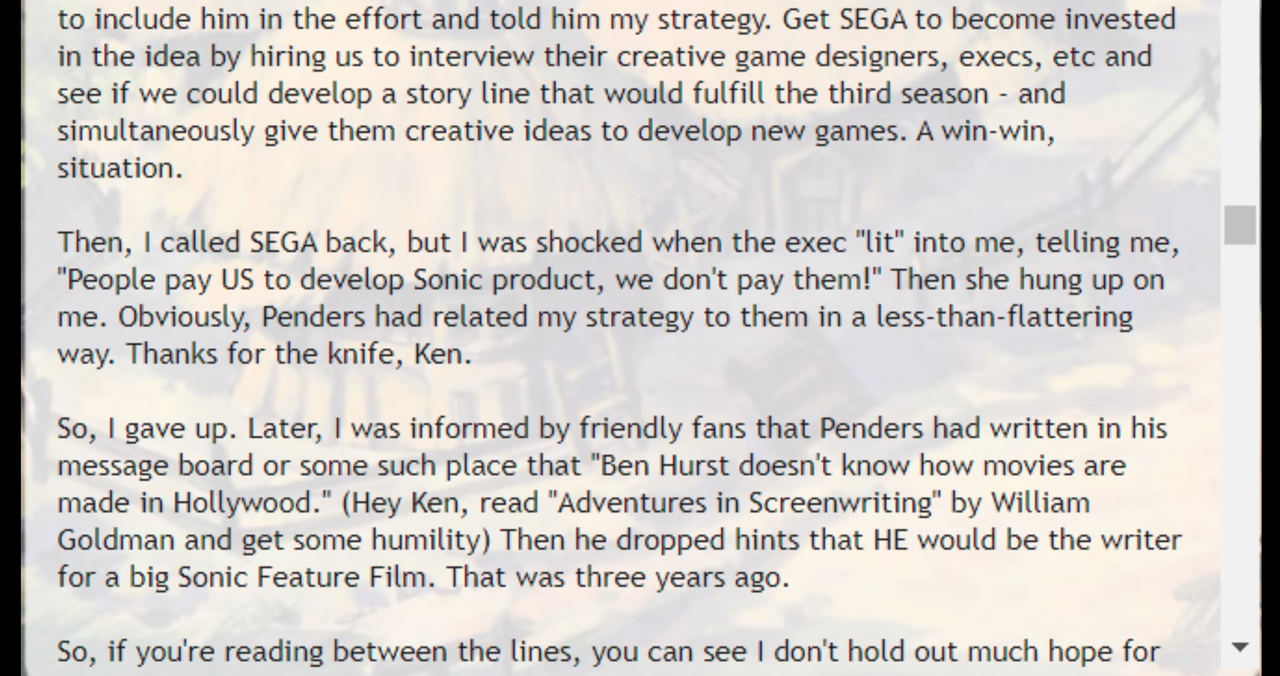 to include him in the effort and told him my strategy. Get SEGA to become invested
in the idea by hiring us to interview their creative game designers, execs, etc and
see if we could develop a story line that would fulfill the third season - and
simultaneously give them creative ideas to develop new games. A win-win,
situation.
Then, I called SEGA back, but I was shocked when the exec "lit" into me, telling me,
"People pay US to develop Sonic product, we don't pay them!" Then she hung up on
me. Obviously, Penders had related my strategy to them in a less-than-flattering
way. Thanks for the knife, Ken.
So, I gave up. Later, I was informed by friendly fans that Penders had written in his
message board or some such place that "Ben Hurst doesn't know how movies are
made in Hollywood." (Hey Ken, read "Adventures in Screenwriting" by William
Goldman and get some humility) Then he dropped hints that HE would be the writer
for a big Sonic Feature Film. That was three years ago.
So, if you're reading between the lines, you can see I don't hold out much hope for